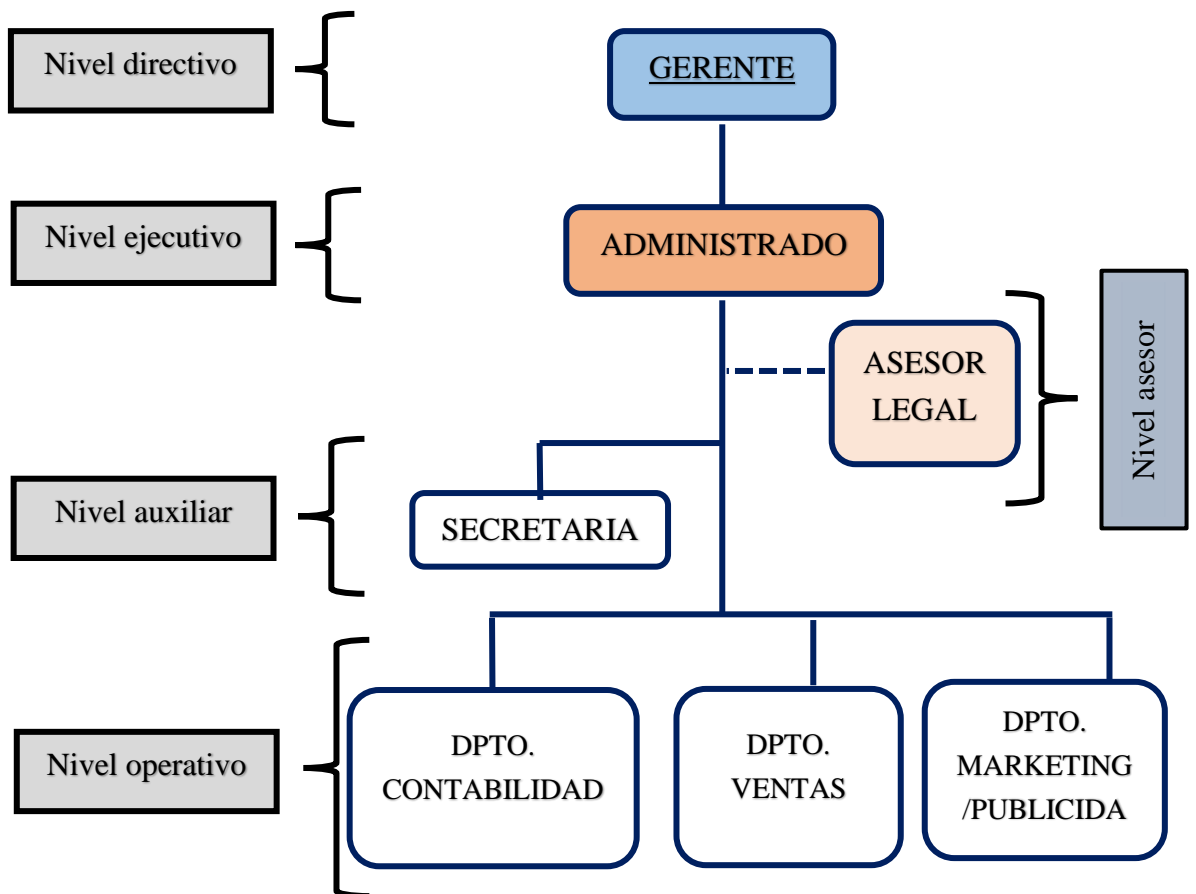 Nivel directivo
GERENTE
Nivel ejecutivo
ADMINISTRADO
ASESOR
LEGAL
Nivel asesor
Nivel auxiliar
SECRETARIA
Nivel operativo
DPTO.
CONTABILIDAD
DPTO.
VENTAS
DPTO.
MARKETING
/PUBLICIDA